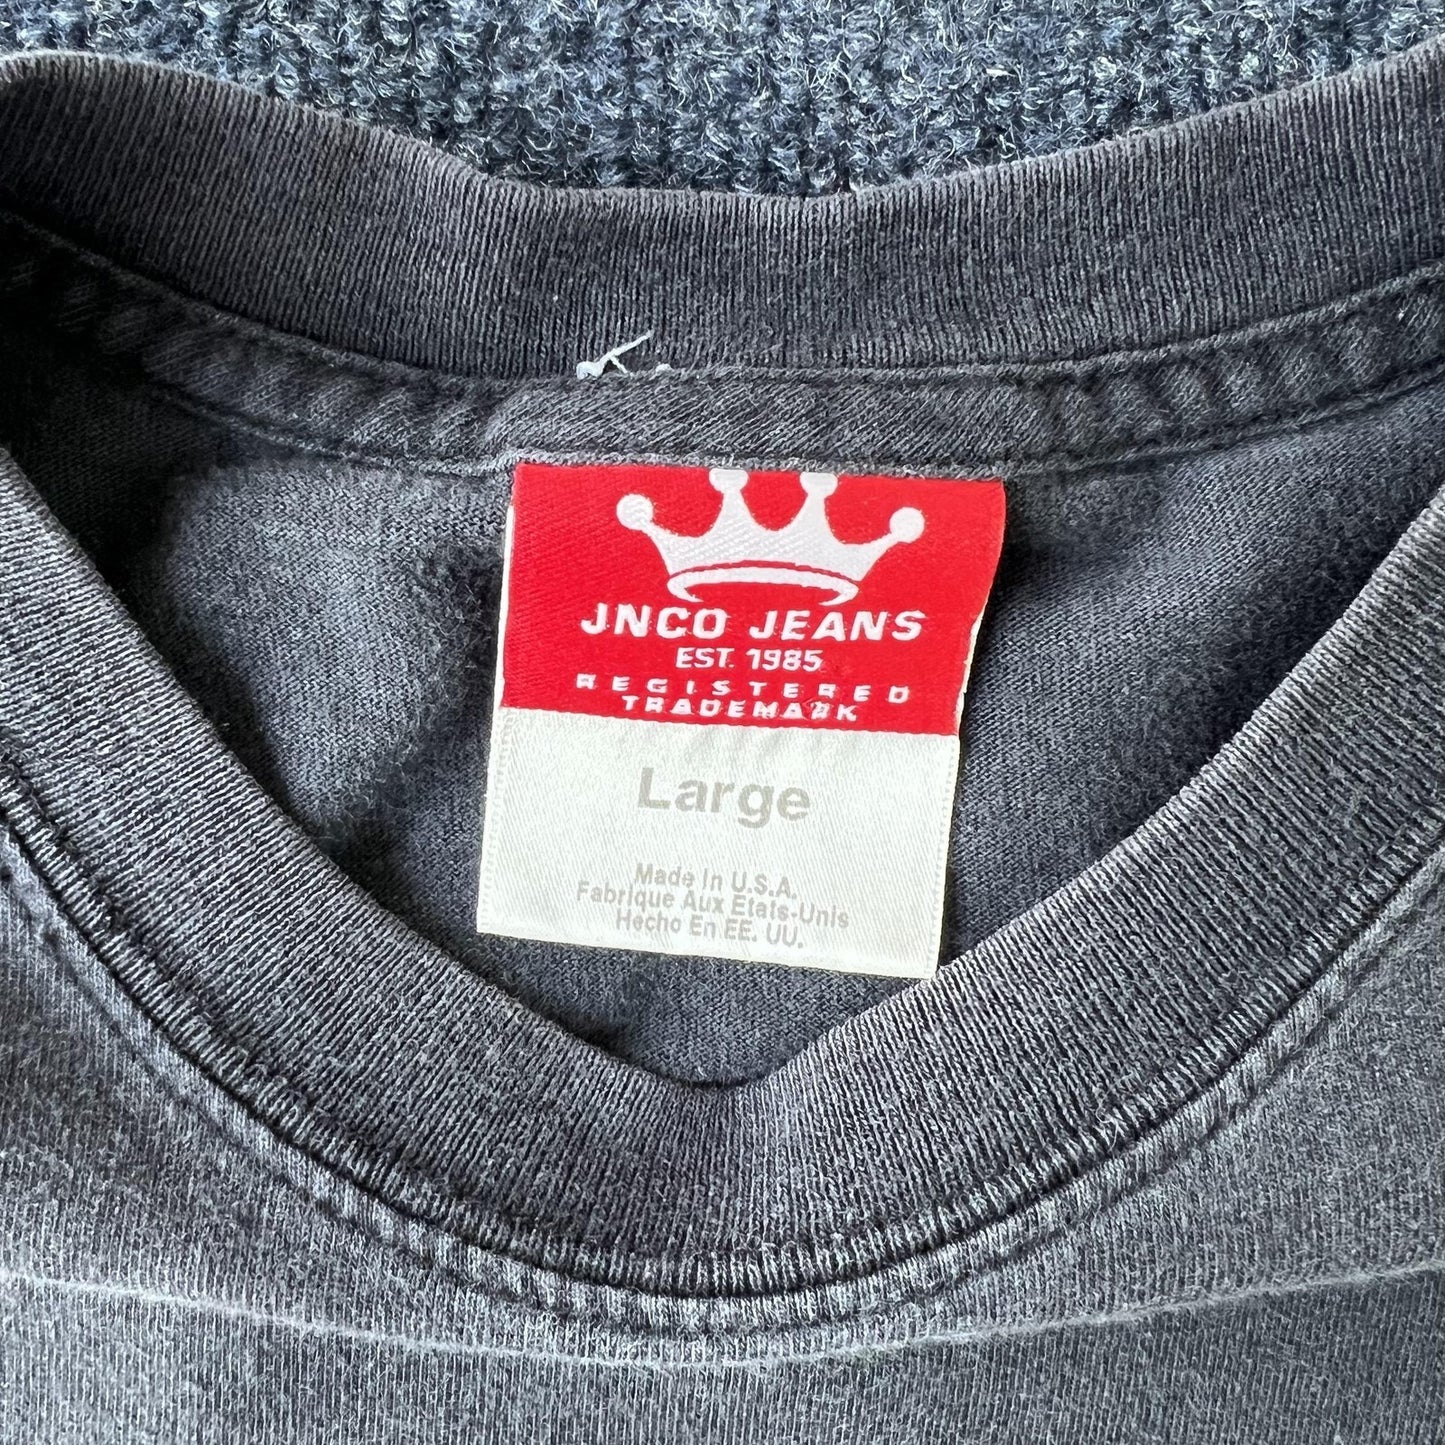 JNCO JEANS
EST. 1985
REGISTERED
TRADEMARK
Large
Made In U.S.A.
Fabrique Aux Etats-Unis
Hecho En EE. UU.